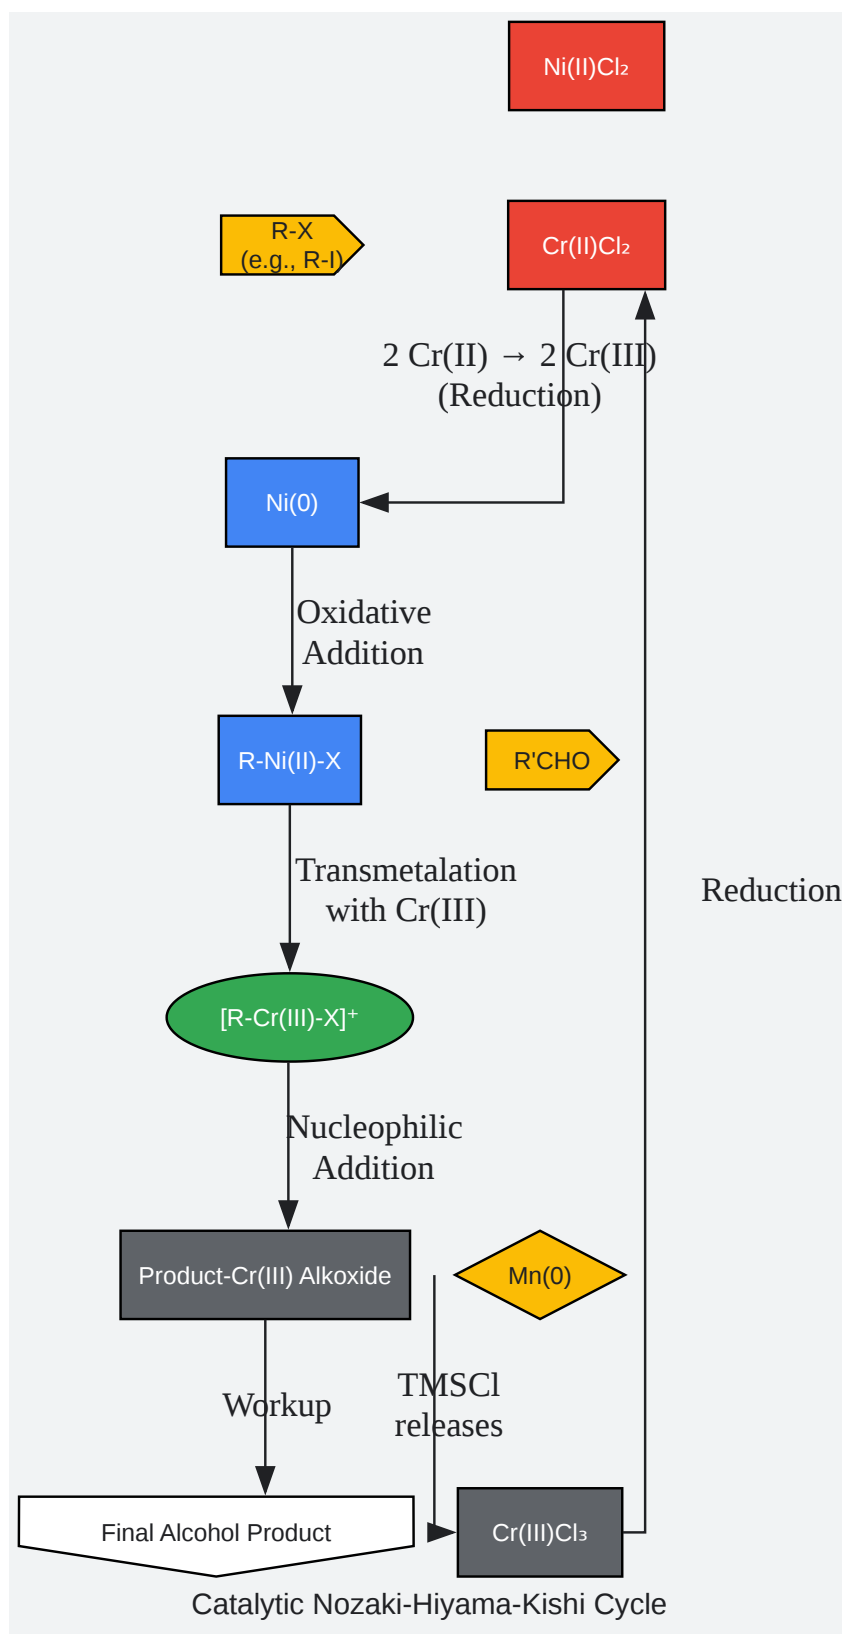 Ni(II)Cl₂
R-X
(e.g., R-I)
Cr(II)Cl₂
2 Cr(II) → 2 Cr(III)
(Reduction)
Ni(0)
Oxidative
Addition
R-Ni(II)-X
R'CHO
Transmetalation
with Cr(III)
Reduction
[R-Cr(III)-X]⁺
Nucleophilic
Addition
Product-Cr(III) Alkoxide
Mn(0)
Workup
TMSCl
releases
Final Alcohol Product
Cr(III)Cl₃
Catalytic Nozaki-Hiyama-Kishi Cycle